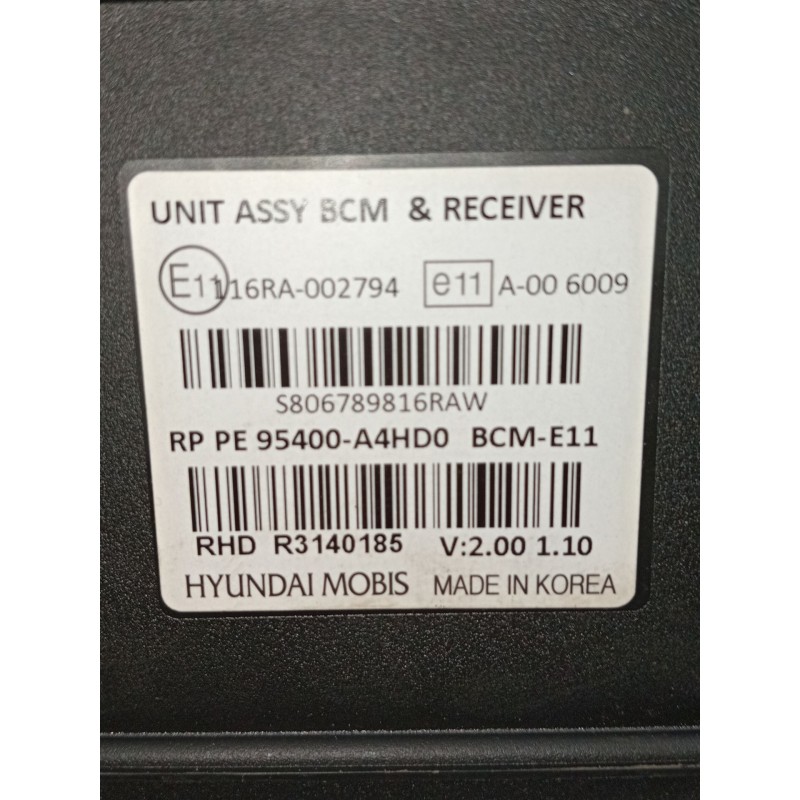 UNIT ASSY BCM & RECEIVER
E11 116RA-002794 e11 A-00 6009
S806789816RAW
RP PE 95400-A4HD0 BCM-E11
RHD R3140185 V:2.00 1.10
HYUNDAI MOBIS MADE IN KOREA